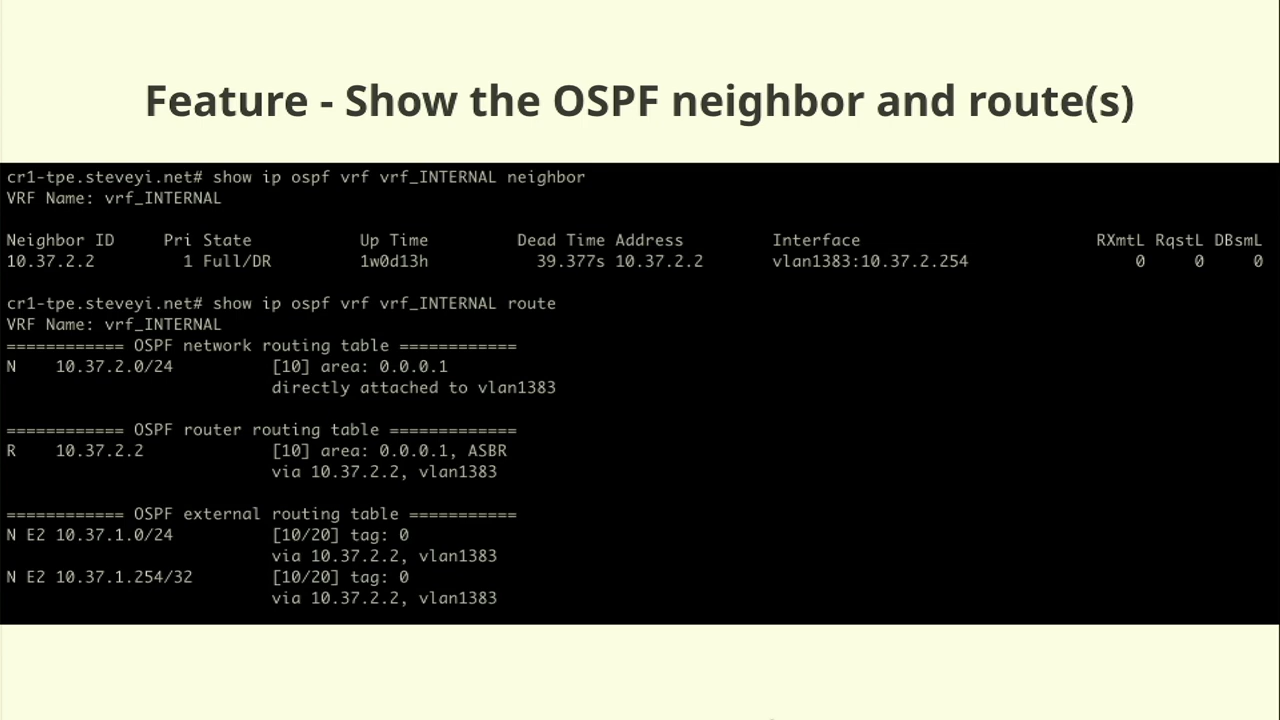 Feature - Show the OSPF neighbor and route(s)
cr1-tpe.steveyi.net# show ip ospf vrf vrf_INTERNAL neighbor
VRF Name: vrf_INTERNAL
Neighbor ID     Pri State           Up Time         Dead Time Address         Interface                        RXmtL RqstL DBsmL
10.37.2.2         1 Full/DR         1w0d13h           39.377s 10.37.2.2       vlan1383:10.37.2.254                 0     0     0
cr1-tpe.steveyi.net# show ip ospf vrf vrf_INTERNAL route
VRF Name: vrf_INTERNAL
============ OSPF network routing table ============
N    10.37.2.0/24          [10] area: 0.0.0.1
                           directly attached to vlan1383
============ OSPF router routing table =============
R    10.37.2.2             [10] area: 0.0.0.1, ASBR
                           via 10.37.2.2, vlan1383
============ OSPF external routing table ===========
N E2 10.37.1.0/24          [10/20] tag: 0
                           via 10.37.2.2, vlan1383
N E2 10.37.1.254/32        [10/20] tag: 0
                           via 10.37.2.2, vlan1383